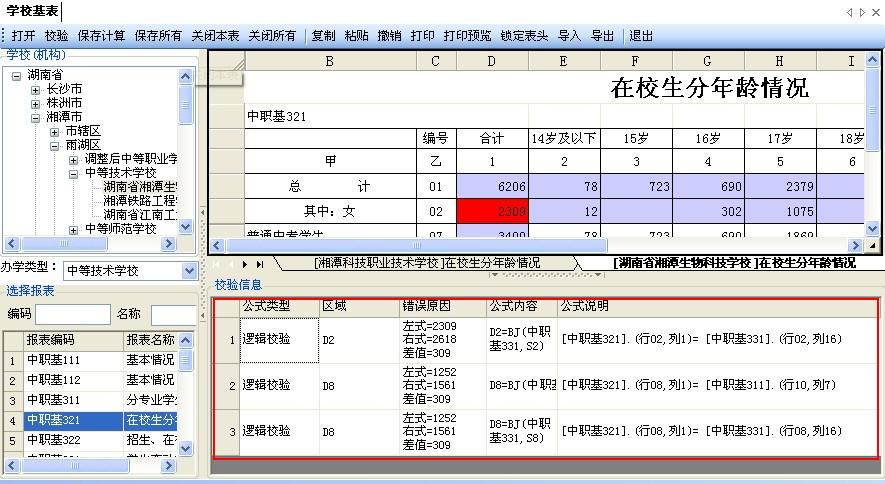 学校基表
打开 校验 保存计算 保存所有 关闭本表 关闭所有 复制 粘贴 撤销 打印 打印预览 锁定表头 导入 导出 退出
学校(机构)
湖南省
长沙市
株洲市
湘潭市
市辖区
雨湖区
调整后中等职业学
中等技术学校
湖南省湘潭生
湘潭铁路工程
湖南省江南工
中等师范学校
办学类型： 中等技术学校
选择报表
编码 名称
报表编码 报表名称
1 中职基111 基本情况
2 中职基112 基本情况
3 中职基311 分专业学
4 中职基321 在校生分
5 中职基322 招生、在
关闭本表
B C D E F G H I
在校生分年龄情况
中职基321
编号 合计 14岁及以下 15岁 16岁 17岁 18岁
甲 乙 1 2 3 4 5 6
总 计 01 6206 78 723 690 2379
其中: 女 02 2309 12 302 1075
普通中考学生 07 3400 78 723 690 1869
[湘潭科技职业技术学校]在校生分年龄情况 [湖南省湘潭生物科技学校]在校生分年龄情况
校验信息
公式类型 区域 错误原因 公式内容 公式说明
1 逻辑校验 D2 左式=2309 右式=2618 差值=309 D2=BJ(中职基331,S2) [中职基321].(行02,列1)= [中职基331].(行02,列16)
2 逻辑校验 D8 左式=1252 右式=1561 差值=309 D8=BJ(中职基 [中职基321].(行08,列1)= [中职基311].(行10,列7)
3 逻辑校验 D8 左式=1252 右式=1561 差值=309 D8=BJ(中职基331,S8) [中职基321].(行08,列1)= [中职基331].(行08,列16)